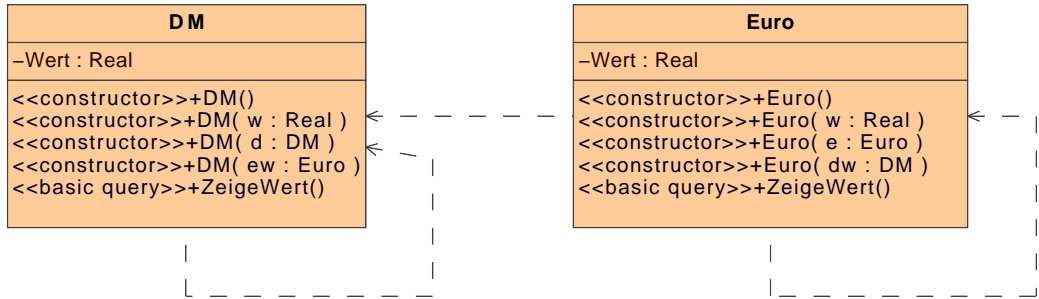 DM
–Wert : Real
<<constructor>>+DM()
<<constructor>>+DM( w : Real )
<<constructor>>+DM( d : DM )
<<constructor>>+DM( ew : Euro )
<<basic query>>+ZeigeWert()
Euro
–Wert : Real
<<constructor>>+Euro()
<<constructor>>+Euro( w : Real )
<<constructor>>+Euro( e : Euro )
<<constructor>>+Euro( dw : DM )
<<basic query>>+ZeigeWert()